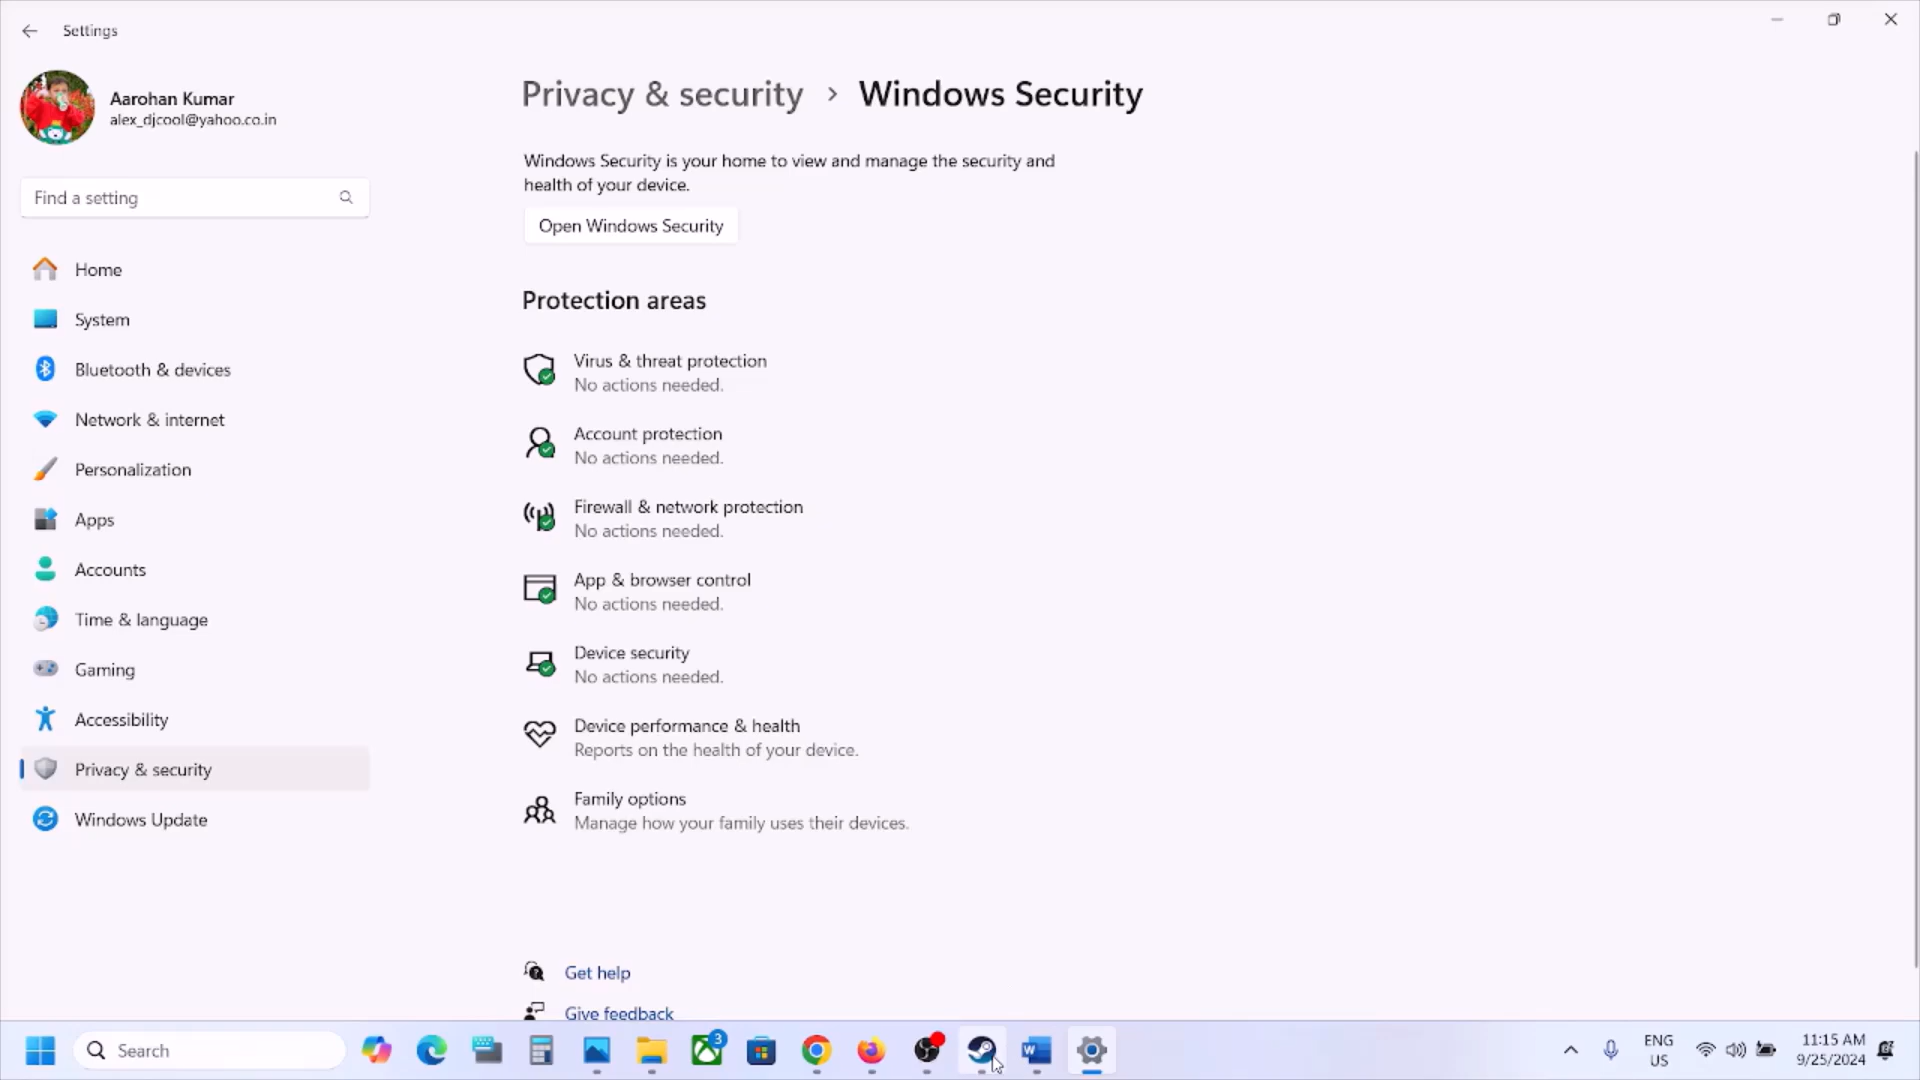 Settings
Aarohan Kumar
alex_djcool@yahoo.co.in
Find a setting
Home
System
Bluetooth & devices
Network & internet
Personalization
Apps
Accounts
Time & language
Gaming
Accessibility
Privacy & security
Windows Update
Privacy & security > Windows Security
Windows Security is your home to view and manage the security and
health of your device.
Open Windows Security
Protection areas
Virus & threat protection
No actions needed.
Account protection
No actions needed.
Firewall & network protection
No actions needed.
App & browser control
No actions needed.
Device security
No actions needed.
Device performance & health
Reports on the health of your device.
Family options
Manage how your family uses their devices.
Get help
Give feedback
Search
3
ENG
US
11:15 AM
9/25/2024